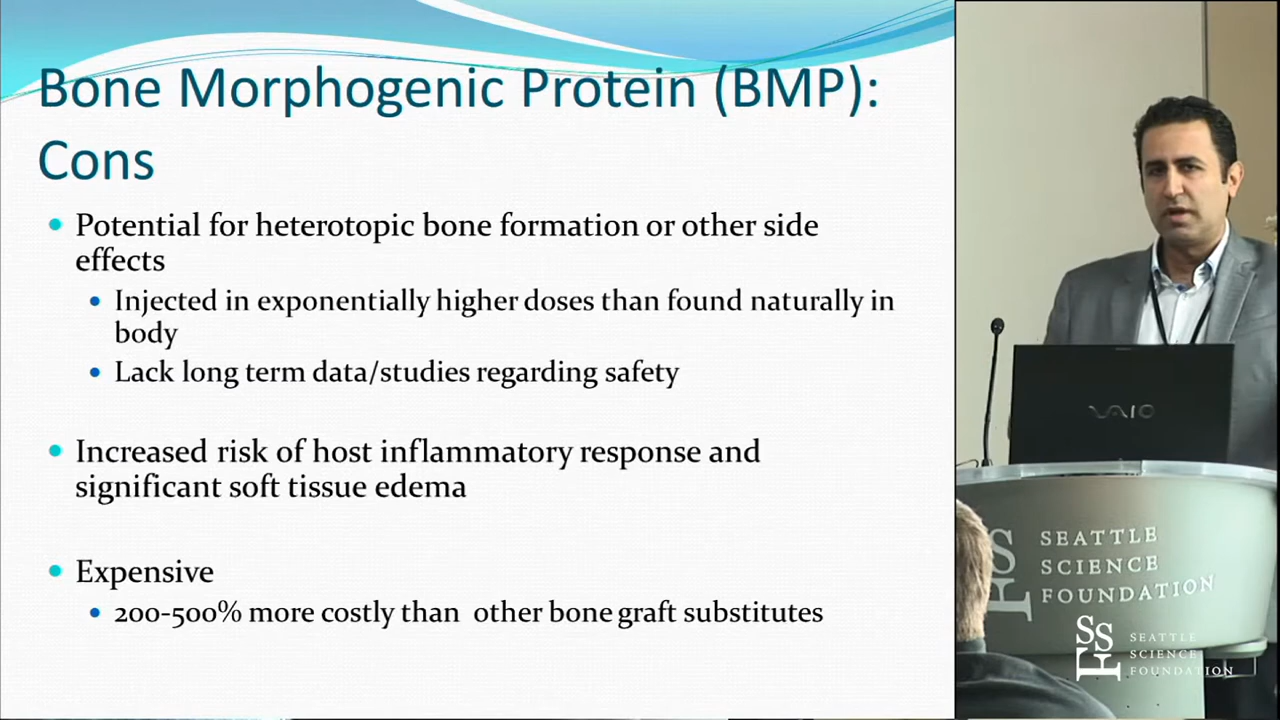 Bone Morphogenic Protein (BMP):
Cons
• Potential for heterotopic bone formation or other side
effects
• Injected in exponentially higher doses than found naturally in
body
• Lack long term data/studies regarding safety
• Increased risk of host inflammatory response and
significant soft tissue edema
• Expensive
• 200-500% more costly than other bone graft substitutes
VAIO
SEATTLE
SCIENCE
FOUNDATION
SSF
SEATTLE
SCIENCE
FOUNDATION